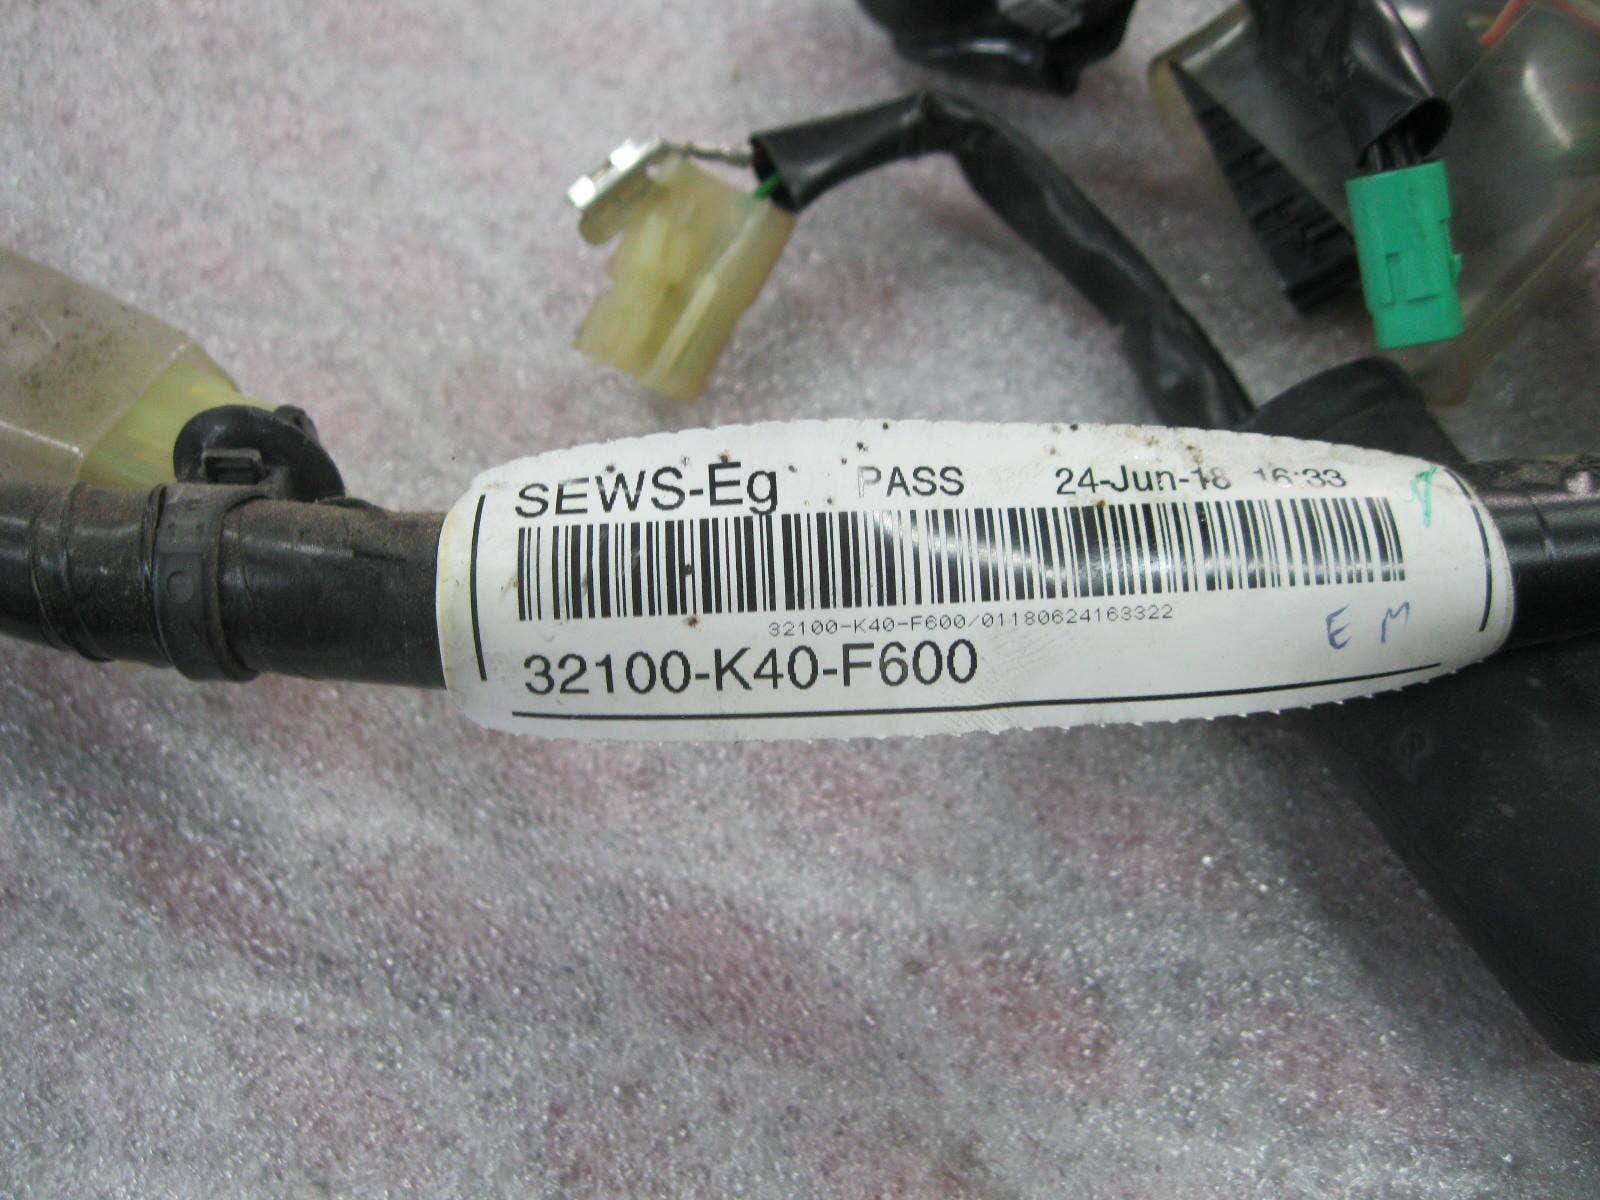 SEWS-Eg PASS 24-Jun-18 16:33
32100-K40-F600/01180624163322
32100-K40-F600
E M